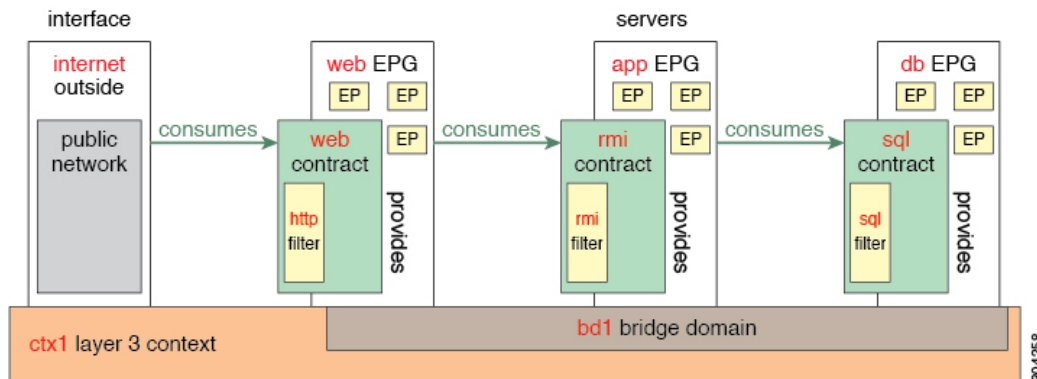 interface
servers
internet
outside
web EPG
app EPG
db EPG
EP
EP
EP
EP
EP
EP
public
network
consumes
web
contract
EP
consumes
rmi
contract
EP
consumes
sql
contract
EP
http
filter
provides
rmi
filter
provides
sql
filter
provides
bd1 bridge domain
ctx1 layer 3 context